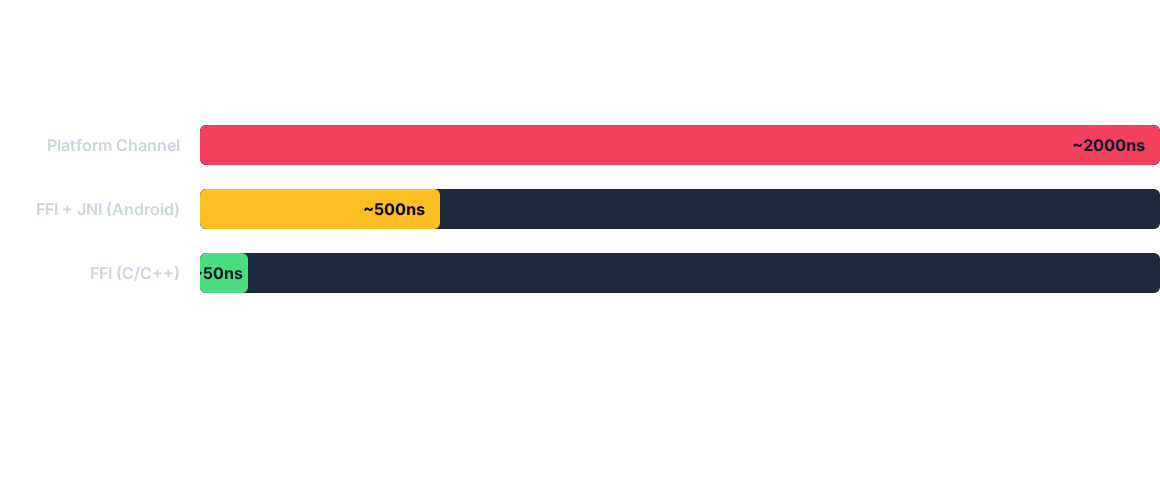 Platform Channel
~2000ns
FFI + JNI (Android)
~500ns
FFI (C/C++)
~50ns